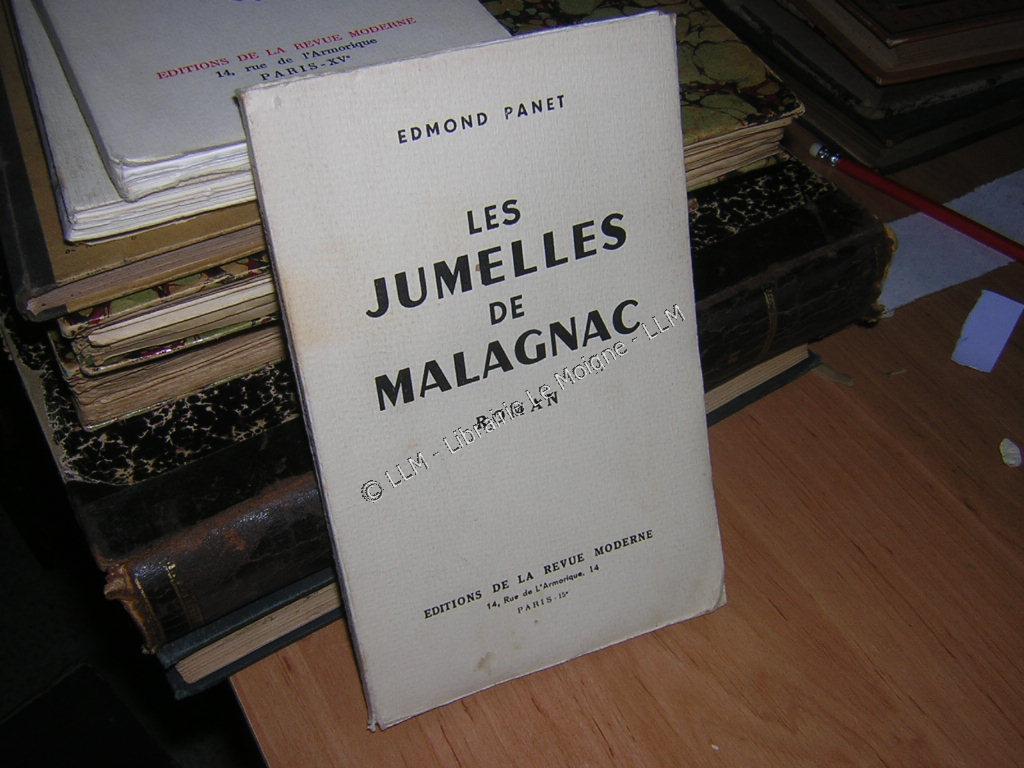 EDITIONS DE LA REVUE MODERNE
14, rue de l'Armorique
PARIS-XVe
EDMOND PANET
LES
JUMELLES
DE
MALAGNAC
ROMAN
© LLM - Librairie Le Moigne - LLM
EDITIONS DE LA REVUE MODERNE
14, Rue de L'Armorique, 14
PARIS-15e